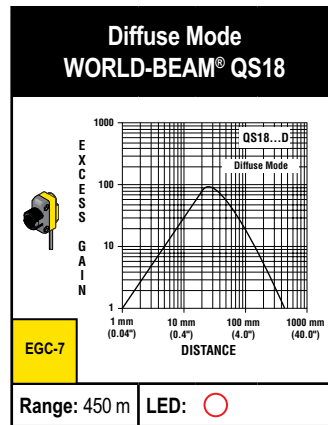 Diffuse Mode
WORLD-BEAM® QS18
1000
100
10
1
EXCESS GAIN
QS18...D
Diffuse Mode
1 mm 10 mm 100 mm 1000 mm
(0.04") (0.4") (4.0") (40.0")
DISTANCE
EGC-7
Range: 450 m LED: